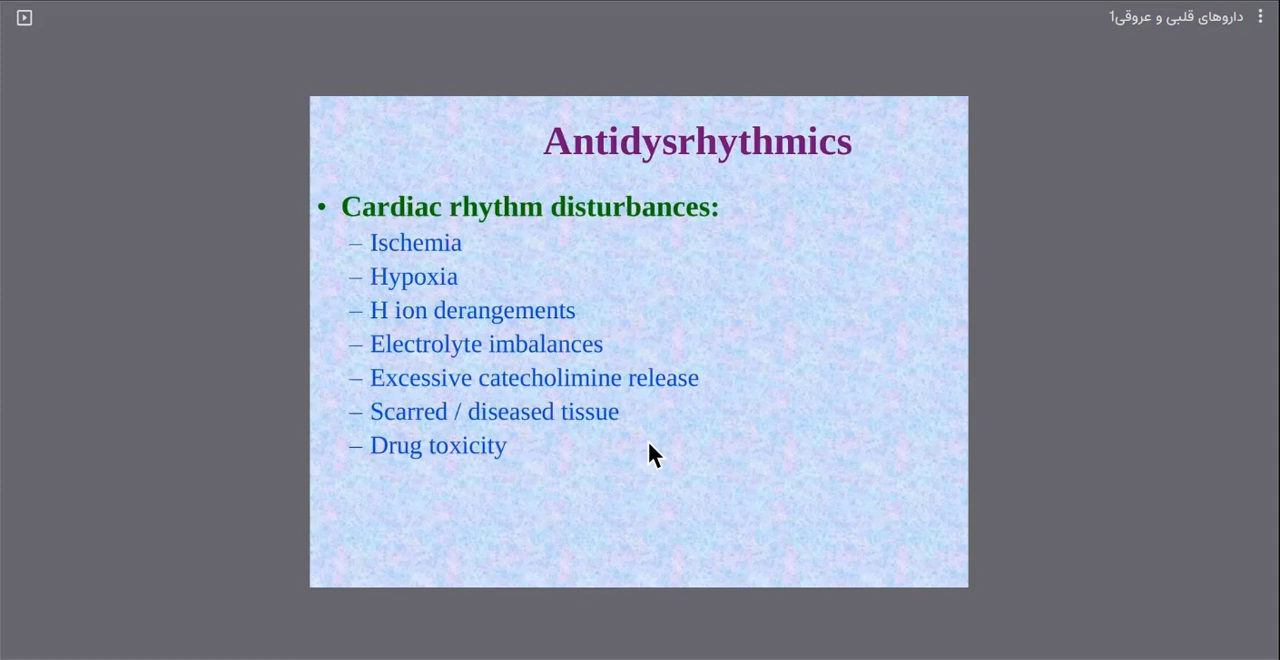 داروهای قلبی و عروقی1
Antidysrhythmics
• Cardiac rhythm disturbances:
– Ischemia
– Hypoxia
– H ion derangements
– Electrolyte imbalances
– Excessive catecholimine release
– Scarred / diseased tissue
– Drug toxicity